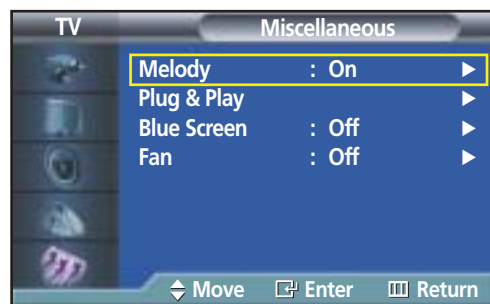 TV Miscellaneous
Melody : On
Plug & Play
Blue Screen : Off
Fan : Off
Move Enter Return